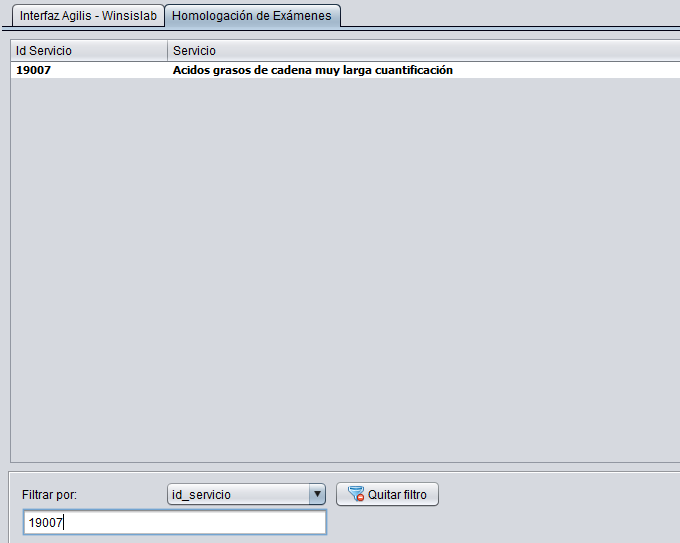 Interfaz Agilis - Winsislab Homologación de Exámenes
Id Servicio Servicio
19007 Acidos grasos de cadena muy larga cuantificación
Filtrar por: id_servicio Quitar filtro
19007